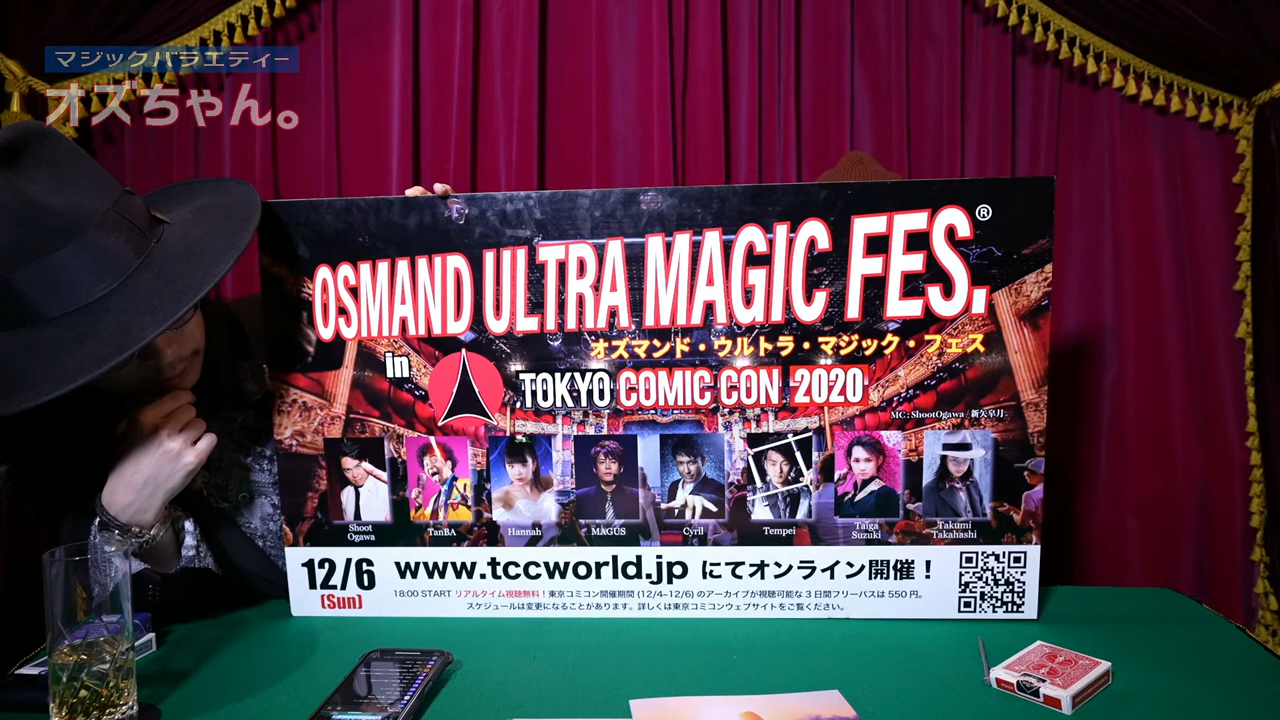 マジックバラエティー
オズちゃん。
OSMAND ULTRA MAGIC FES.®
オズマンド・ウルトラ・マジック・フェス
in TOKYO COMIC CON 2020
MC : ShootOgawa / 新矢皐月
Shoot Ogawa
TanBA
Hannah
MAGUS
Cyril
Tempei
Taiga Suzuki
Takumi Takahashi
12/6 (Sun)
www.tccworld.jp にてオンライン開催！
18:00 START リアルタイム視聴無料！東京コミコン開催期間 (12/4~12/6) のアーカイブが視聴可能な 3 日間フリーパスは 550 円。
スケジュールは変更になることがあります。詳しくは東京コミコンウェブサイトをご覧ください。